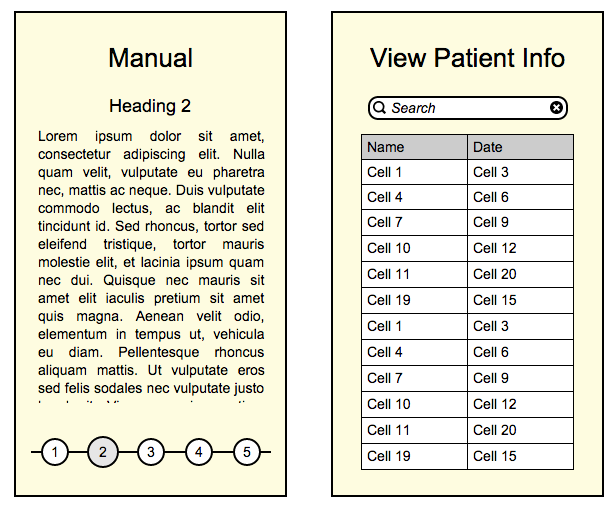 Manual
Heading 2
Lorem ipsum dolor sit amet,
consectetur adipiscing elit. Nulla
quam velit, vulputate eu pharetra
nec, mattis ac neque. Duis vulputate
commodo lectus, ac blandit elit
tincidunt id. Sed rhoncus, tortor sed
eleifend tristique, tortor mauris
molestie elit, et lacinia ipsum quam
nec dui. Quisque nec mauris sit
amet elit iaculis pretium sit amet
quis magna. Aenean velit odio,
elementum in tempus ut, vehicula
eu diam. Pellentesque rhoncus
aliquam mattis. Ut vulputate eros
sed felis sodales nec vulputate justo
1 2 3 4 5
View Patient Info
Search
Name Date
Cell 1 Cell 3
Cell 4 Cell 6
Cell 7 Cell 9
Cell 10 Cell 12
Cell 11 Cell 20
Cell 19 Cell 15
Cell 1 Cell 3
Cell 4 Cell 6
Cell 7 Cell 9
Cell 10 Cell 12
Cell 11 Cell 20
Cell 19 Cell 15